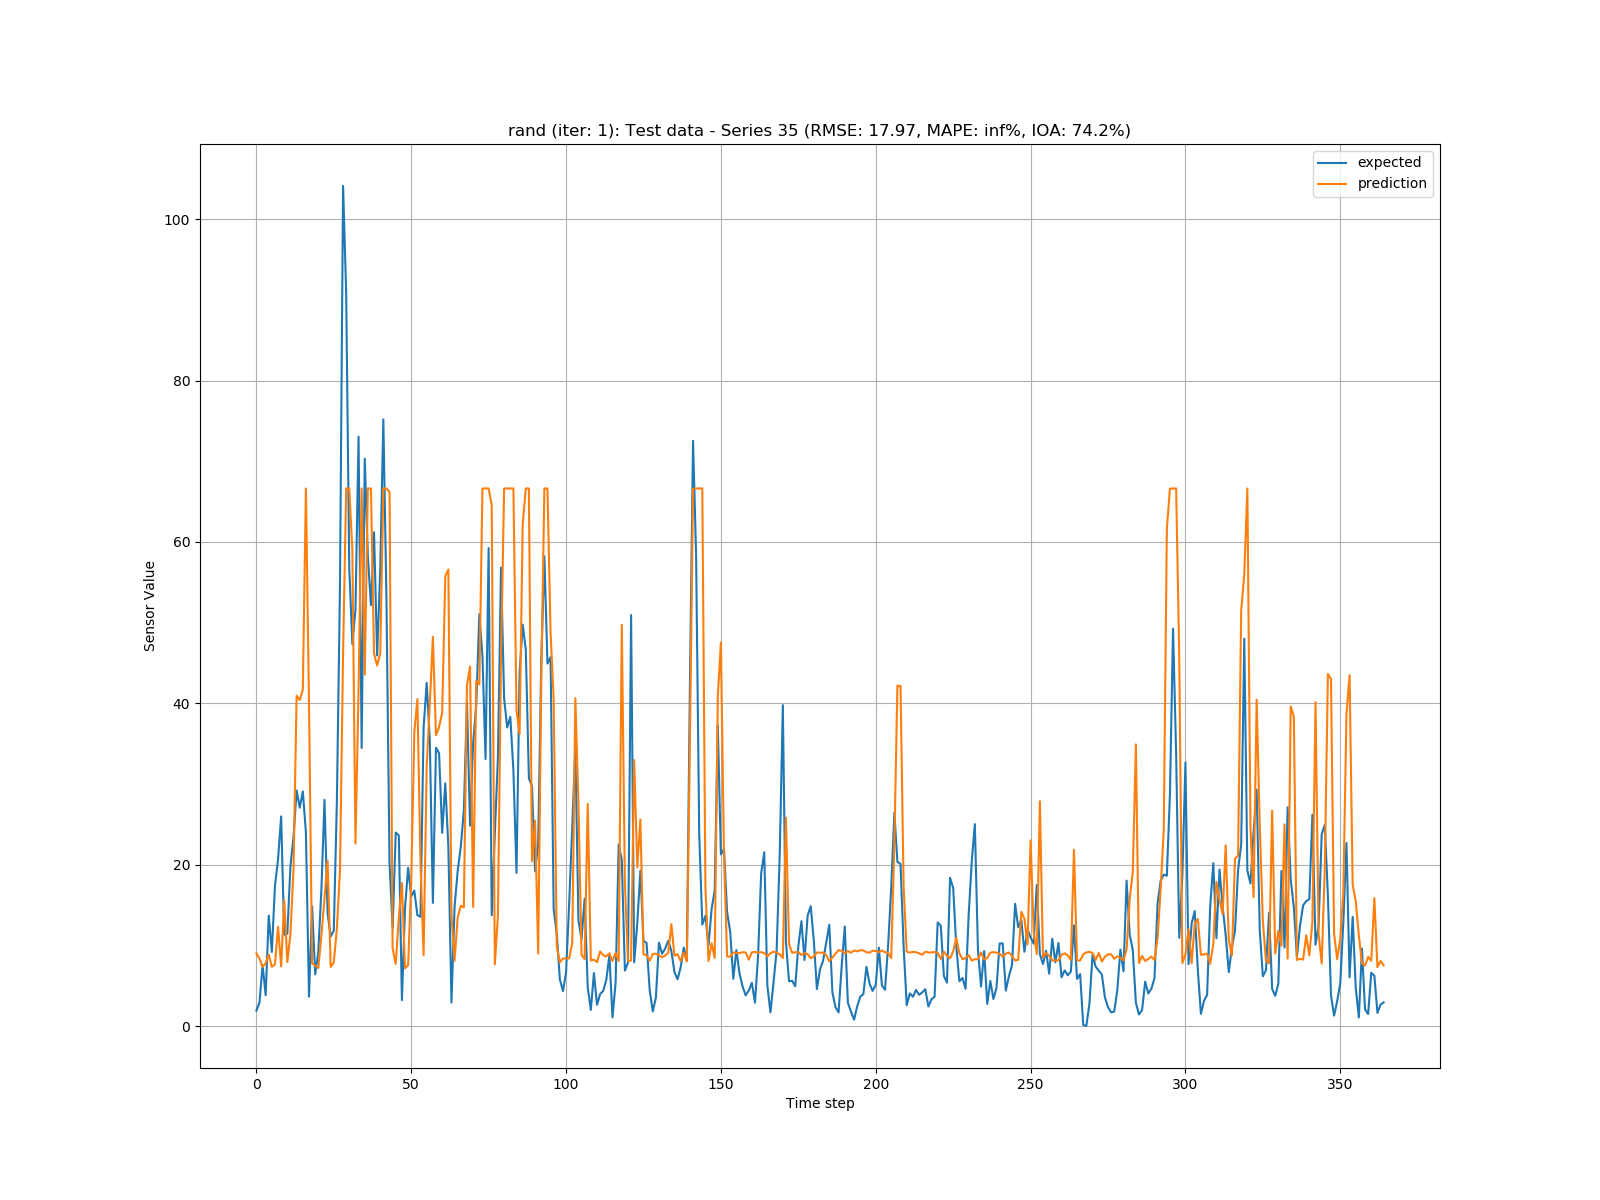 rand (iter: 1): Test data - Series 35 (RMSE: 17.97, MAPE: inf%, IOA: 74.2%)
expected
prediction
100
80
60
40
20
0
Sensor Value
0 50 100 150 200 250 300 350
Time step